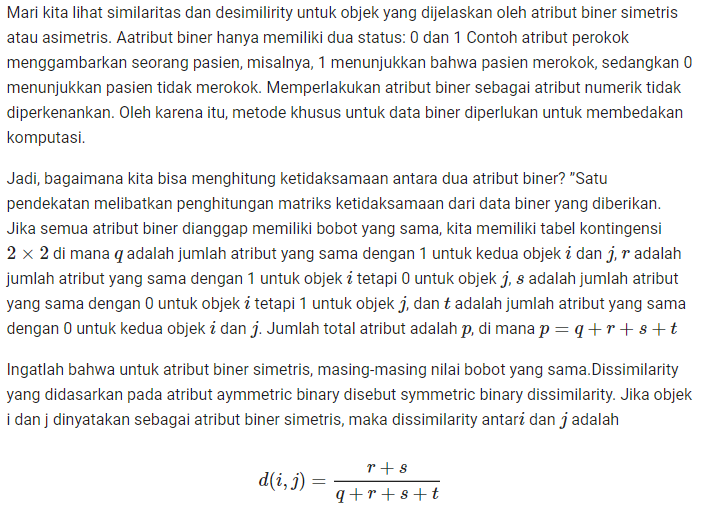 Mari kita lihat similaritas dan desimilirity untuk objek yang dijelaskan oleh atribut biner simetris
atau asimetris. Aatribut biner hanya memiliki dua status: 0 dan 1 Contoh atribut perokok
menggambarkan seorang pasien, misalnya, 1 menunjukkan bahwa pasien merokok, sedangkan 0
menunjukkan pasien tidak merokok. Memperlakukan atribut biner sebagai atribut numerik tidak
diperkenankan. Oleh karena itu, metode khusus untuk data biner diperlukan untuk membedakan
komputasi.
Jadi, bagaimana kita bisa menghitung ketidaksamaan antara dua atribut biner? "Satu
pendekatan melibatkan penghitungan matriks ketidaksamaan dari data biner yang diberikan.
Jika semua atribut biner dianggap memiliki bobot yang sama, kita memiliki tabel kontingensi
2 × 2 di mana q adalah jumlah atribut yang sama dengan 1 untuk kedua objek i dan j, r adalah
jumlah atribut yang sama dengan 1 untuk objek i tetapi 0 untuk objek j, s adalah jumlah atribut
yang sama dengan 0 untuk objek i tetapi 1 untuk objek j, dan t adalah jumlah atribut yang sama
dengan 0 untuk kedua objek i dan j. Jumlah total atribut adalah p, di mana p = q + r + s + t
Ingatlah bahwa untuk atribut biner simetris, masing-masing nilai bobot yang sama.Dissimilarity
yang didasarkan pada atribut aymmetric binary disebut symmetric binary dissimilarity. Jika objek
i dan j dinyatakan sebagai atribut biner simetris, maka dissimilarity antari dan j adalah
d(i, j) = r + s / q + r + s + t